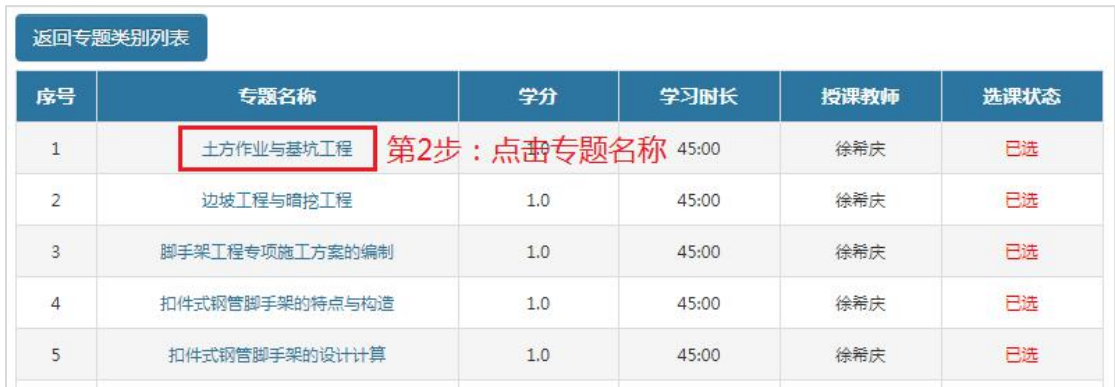 返回专题类别列表
序号 专题名称 学分 学习时长 授课教师 选课状态
1 土方作业与基坑工程 第2步：点击专题名称 1.0 45:00 徐希庆 已选
2 边坡工程与暗挖工程 1.0 45:00 徐希庆 已选
3 脚手架工程专项施工方案的编制 1.0 45:00 徐希庆 已选
4 扣件式钢管脚手架的特点与构造 1.0 45:00 徐希庆 已选
5 扣件式钢管脚手架的设计计算 1.0 45:00 徐希庆 已选